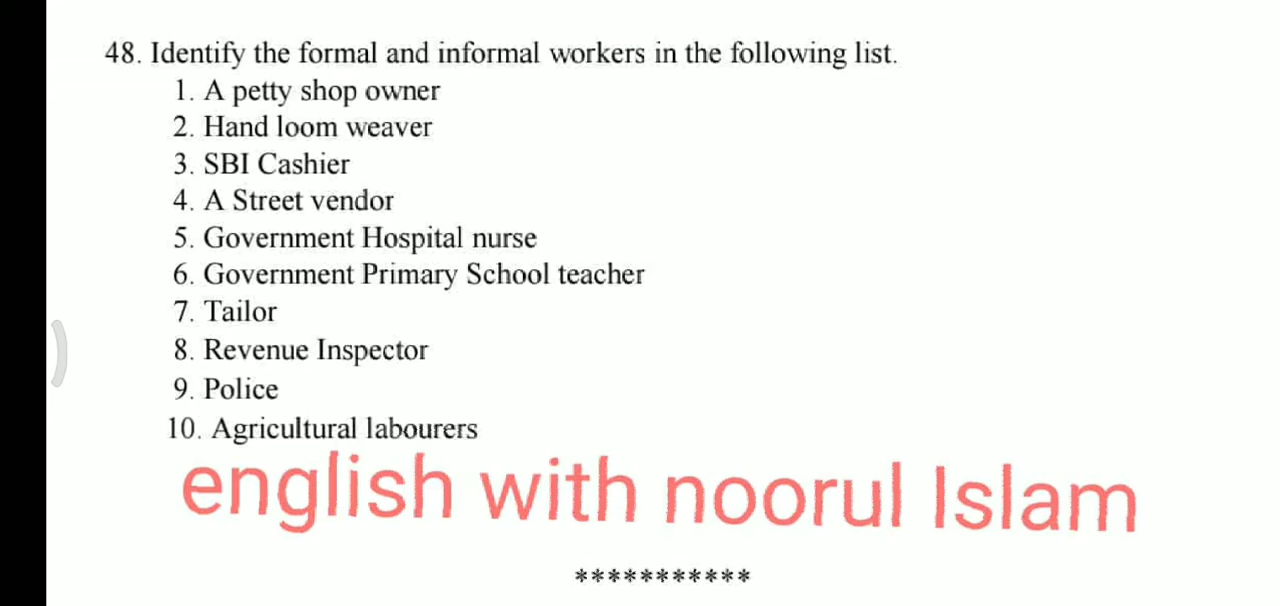 48. Identify the formal and informal workers in the following list.
1. A petty shop owner
2. Hand loom weaver
3. SBI Cashier
4. A Street vendor
5. Government Hospital nurse
6. Government Primary School teacher
7. Tailor
8. Revenue Inspector
9. Police
10. Agricultural labourers
english with noorul Islam
***********